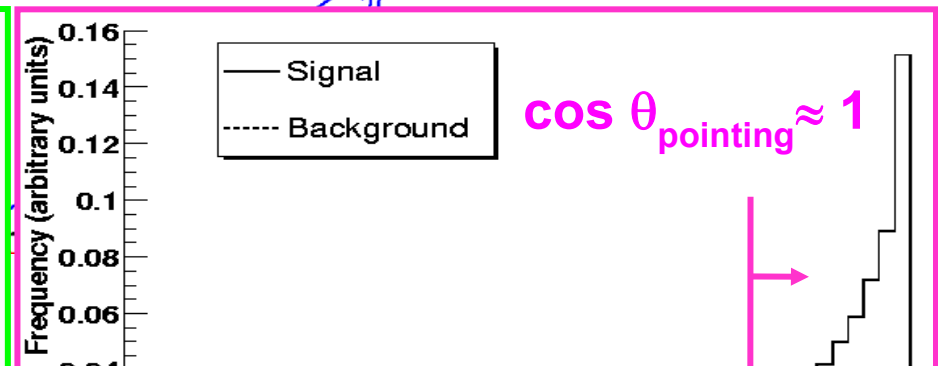 0.16
0.14
0.12
0.1
0.08
0.06
Frequency (arbitrary units)
Signal
Background
cos θpointing ≈ 1